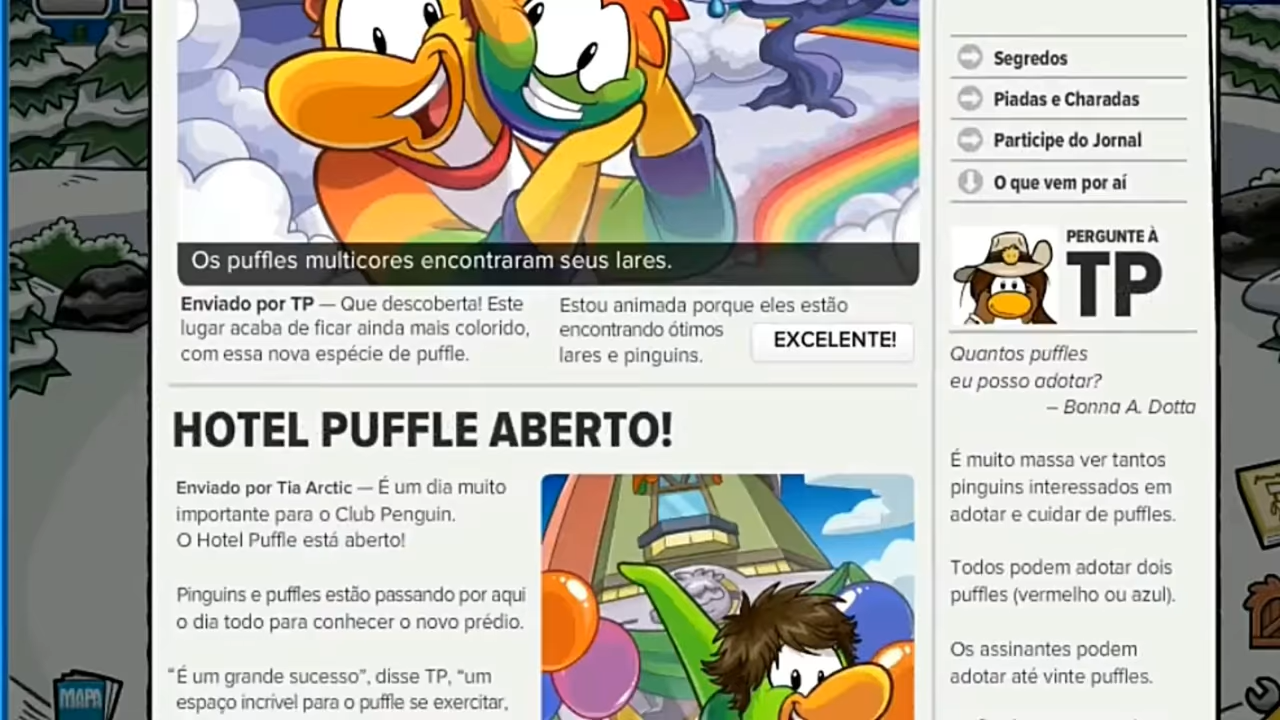 Os puffles multicores encontraram seus lares.
Enviado por TP — Que descoberta! Este
lugar acaba de ficar ainda mais colorido,
com essa nova espécie de puffle.
Estou animada porque eles estão
encontrando ótimos
lares e pinguins.
EXCELENTE!
HOTEL PUFFLE ABERTO!
Enviado por Tia Arctic — É um dia muito
importante para o Club Penguin.
O Hotel Puffle está aberto!
Pinguins e puffles estão passando por aqui
o dia todo para conhecer o novo prédio.
“É um grande sucesso”, disse TP, “um
espaço incrível para o puffle se exercitar,
Segredos
Piadas e Charadas
Participe do Jornal
O que vem por aí
PERGUNTE À
TP
Quantos puffles
eu posso adotar?
– Bonna A. Dotta
É muito massa ver tantos
pinguins interessados em
adotar e cuidar de puffles.
Todos podem adotar dois
puffles (vermelho ou azul).
Os assinantes podem
adotar até vinte puffles.
MAPA